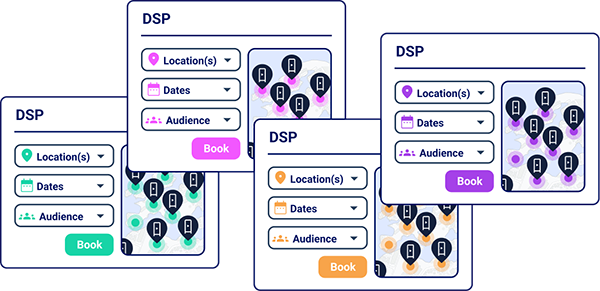 DSP
Location(s)
Dates
Audience
Book
DSP
Location(s)
Dates
Audience
Book
DSP
Location(s)
Dates
Audience
Book
DSP
Location(s)
Dates
Audience
Book